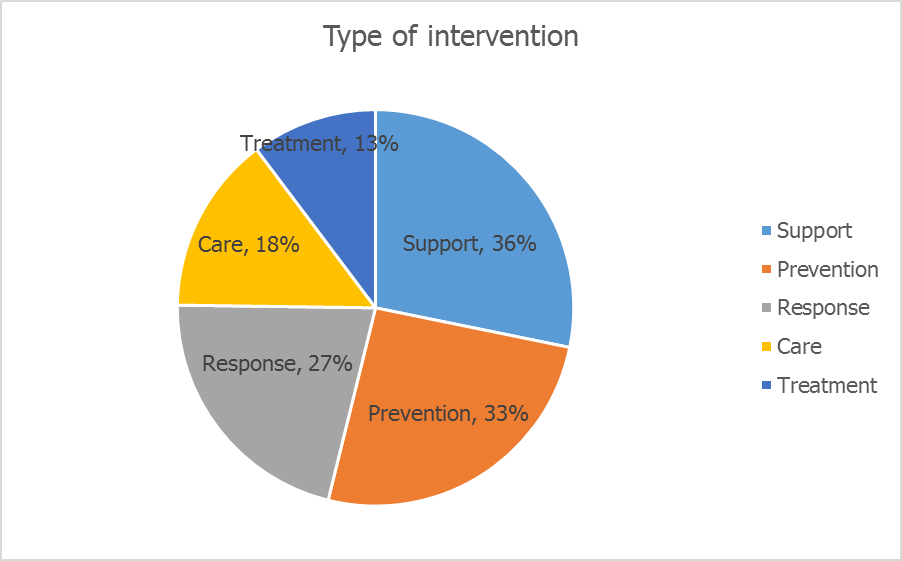 Type of intervention
Treatment, 13%
Support, 36%
Care, 18%
Response, 27%
Prevention, 33%
Support
Prevention
Response
Care
Treatment